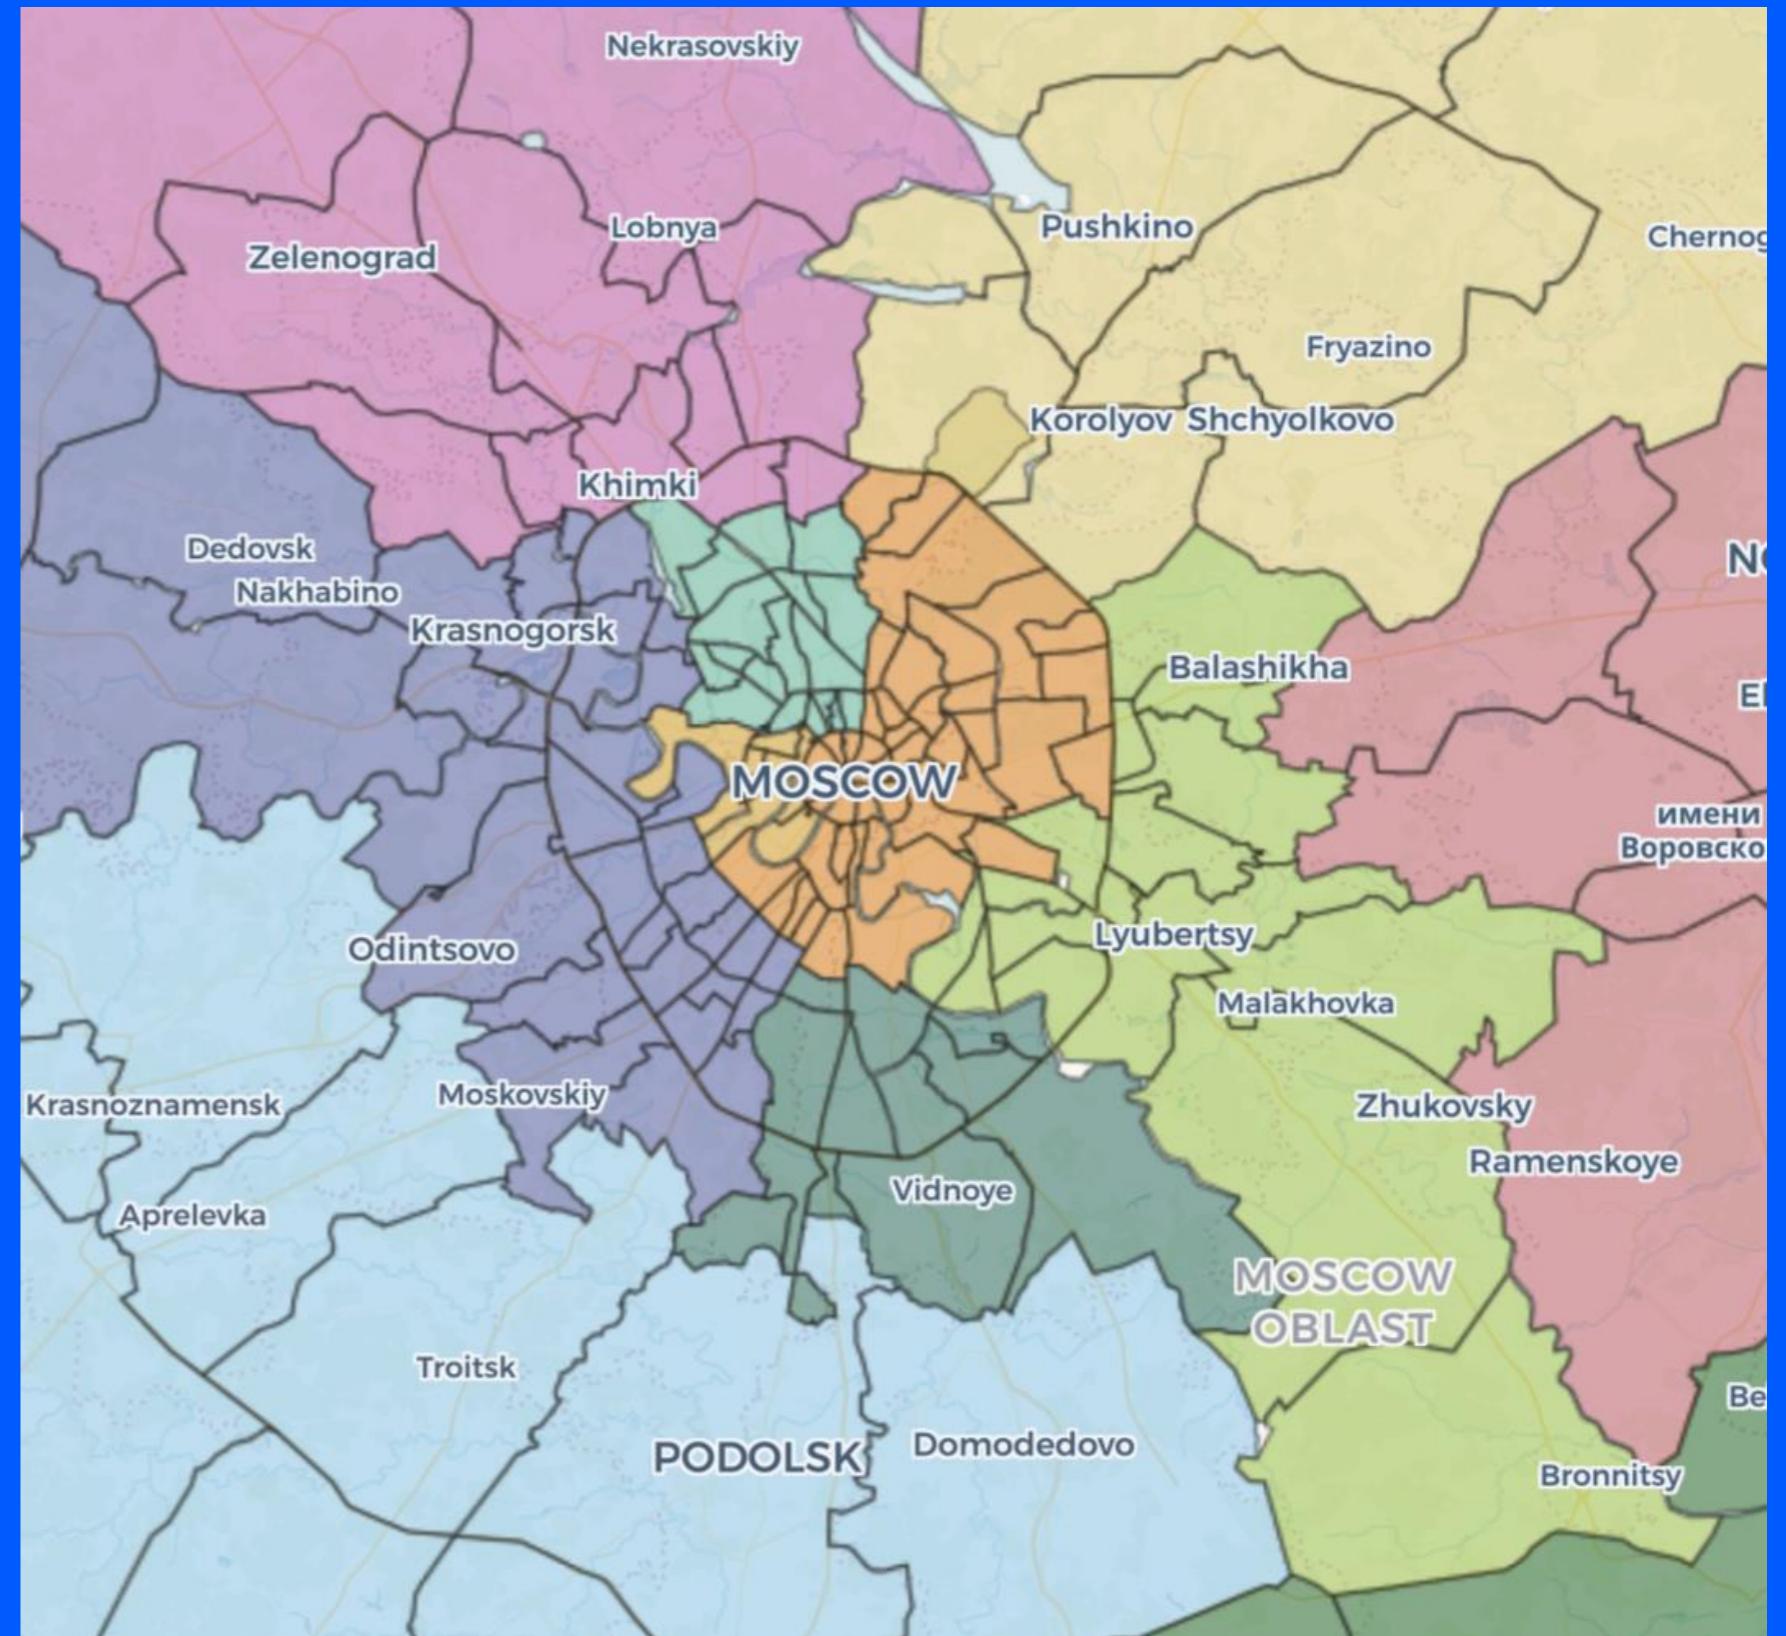 Nekrasovskiy
Lobnya
Pushkino
Chernog
Zelenograd
Fryazino
Korolyov
Shchyolkovo
Khimki
Dedovsk
Nakhabino
Krasnogorsk
Balashikha
MOSCOW
имени
Воровско
Odintsovo
Lyubertsy
Malakhovka
Krasnoznamensk
Moskovskiy
Zhukovsky
Ramenskoye
Vidnoye
Aprelevka
MOSCOW
OBLAST
Troitsk
Be
PODOLSK
Domodedovo
Bronnitsy